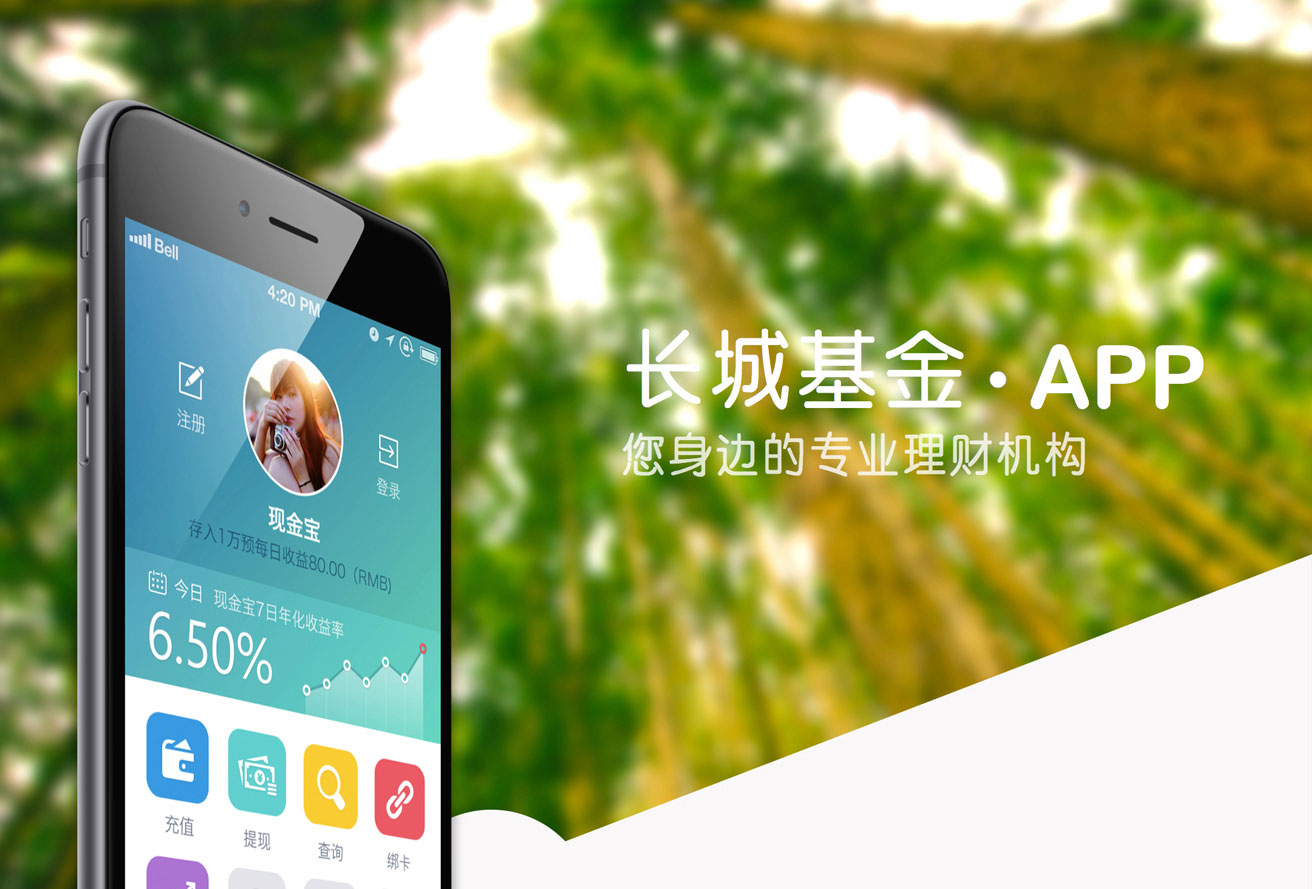 Bell
4:20 PM
注册
登录
现金宝
存入1万预每日收益80.00（RMB）
今日 现金宝7日年化收益率
6.50%
充值
提现
查询
绑卡
长城基金·APP
您身边的专业理财机构